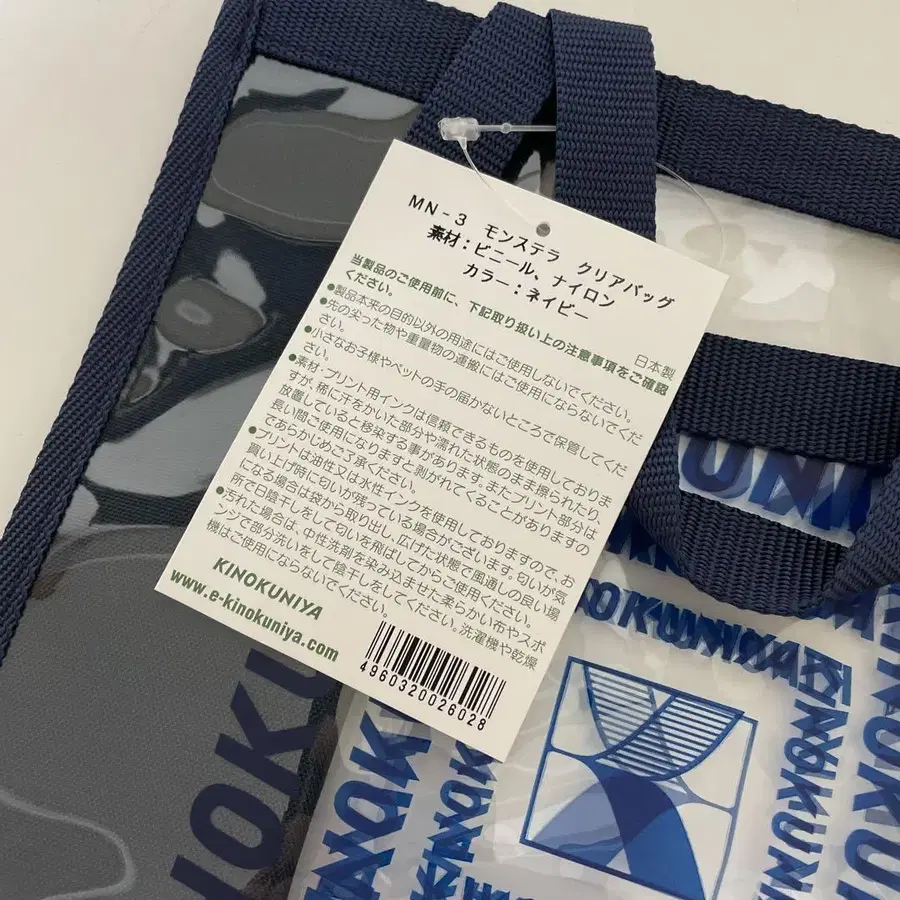 MN-3 モンステラ クリアバッグ
素材：ビニール、ナイロン
カラー：ネイビー
日本製
当製品のご使用前に、下記取り扱い上の注意事項をご確認
ください。
●製品本来の目的以外の用途にはご使用しないでください。
●先の尖った物や重量物の運搬にはご使用にならないでくだ
さい。
●小さなお子様やペットの手の届かないところで保管してくだ
さい。
●素材・プリント用インクは信頼できるものを使用しておりま
すが、稀に汗をかいた部分や濡れた状態のまま擦られたり、
放置していると移染する事があります。またプリント部分は
長い間ご使用になりますと剥がれてくることがありますの
であらかじめご了承ください。
●プリントは油性又は水性インクを使用しておりますので、お
買い上げ時に匂いが残っている場合がございます。匂いが気
になる場合は袋から取り出し、広げた状態で風通しの良い場
所で日陰干しをして匂いを飛ばしてからご使用ください。
●汚れた場合は、中性洗剤を染み込ませた柔らかい布やスポ
ンジで部分洗いをして陰干しをしてください。洗濯機や乾燥
機はご使用にならないでください。
KINOKUNIYA
www.e-kinokuniya.com
4960320026028